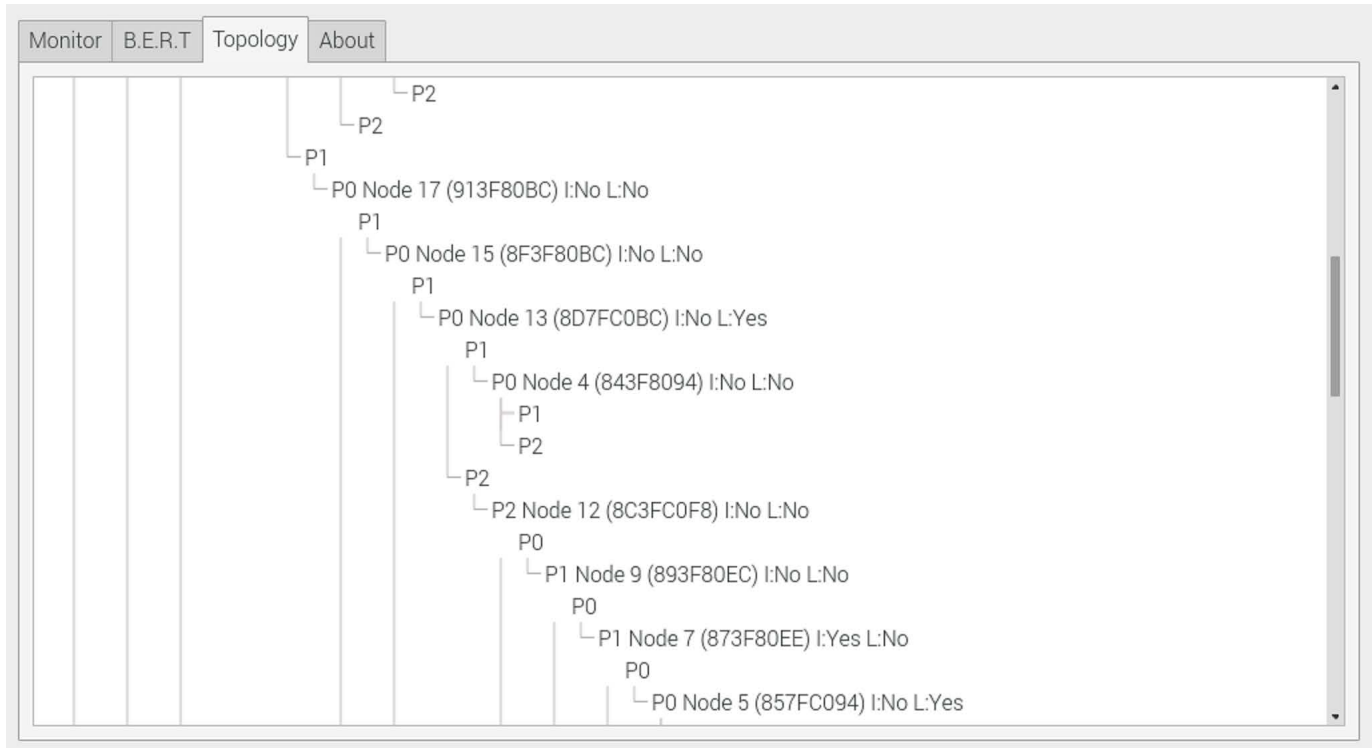 Monitor B.E.R.T Topology About
P2
P2
P1
P0 Node 17 (913F80BC) I:No L:No
P1
P0 Node 15 (8F3F80BC) I:No L:No
P1
P0 Node 13 (8D7FC0BC) I:No L:Yes
P1
P0 Node 4 (843F8094) I:No L:No
P1
P2
P2
P2 Node 12 (8C3FC0F8) I:No L:No
P0
P1 Node 9 (893F80EC) I:No L:No
P0
P1 Node 7 (873F80EE) I:Yes L:No
P0
P0 Node 5 (857FC094) I:No L:Yes